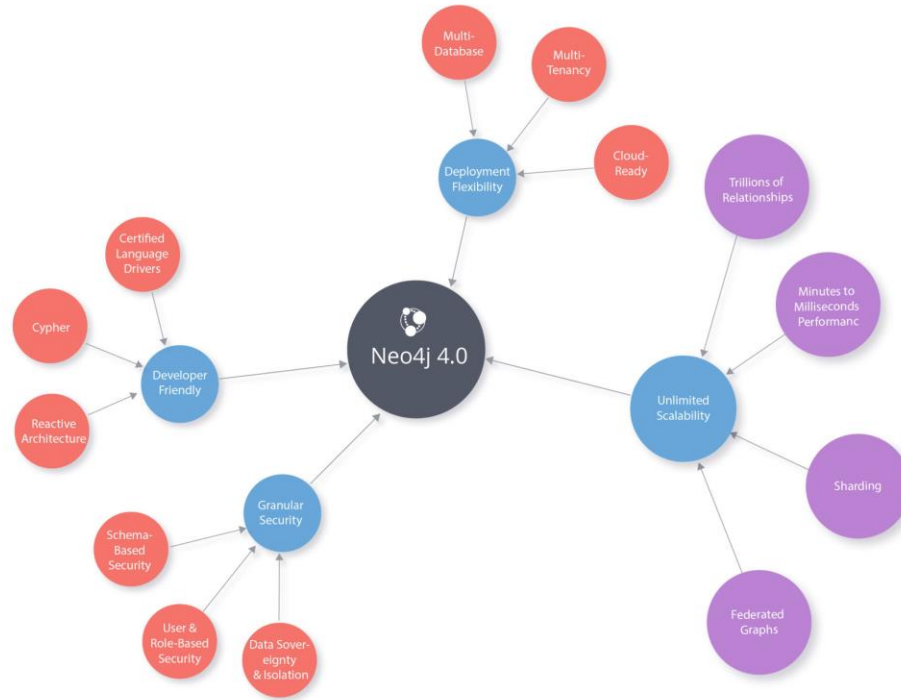 Multi-
Database
Multi-
Tenancy
Deployment
Flexibility
Cloud-
Ready
Trillions of
Relationships
Certified
Language
Drivers
Cypher
Developer
Friendly
Reactive
Architecture
Neo4j 4.0
Minutes to
Milliseconds
Performanc
Unlimited
Scalability
Sharding
Federated
Graphs
Granular
Security
Schema-
Based
Security
User &
Role-Based
Security
Data Sover-
eignty
& Isolation